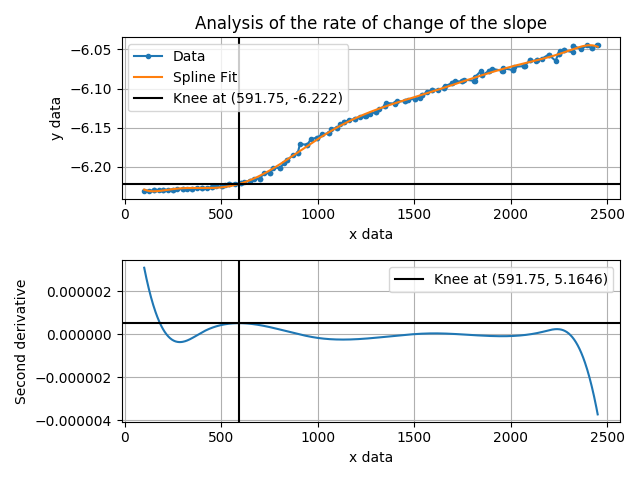 Analysis of the rate of change of the slope
−6.05
−6.10
−6.15
−6.20
y data
Data
Spline Fit
Knee at (591.75, -6.222)
0
500
1000
1500
2000
2500
x data
0.000002
0.000000
−0.000002
−0.000004
Second derivative
Knee at (591.75, 5.1646)
0
500
1000
1500
2000
2500
x data